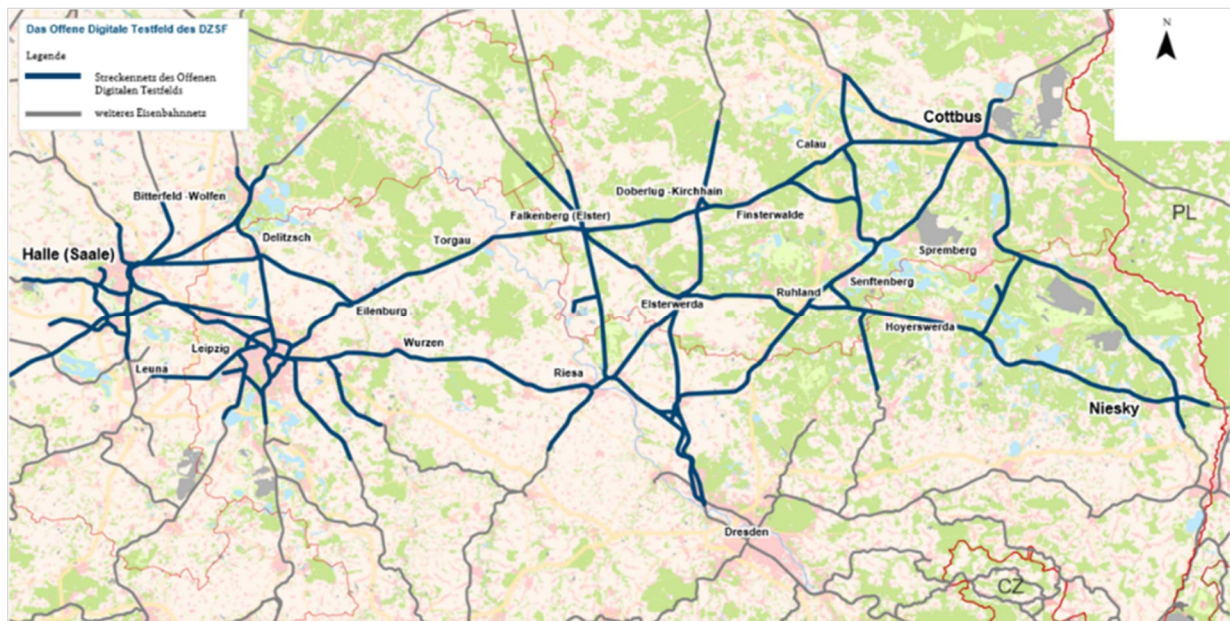 Das Offene Digitale Testfeld des DZSF
Legende
Streckennetz des Offenen
Digitalen Testfelds
weiteres Eisenbahnnetz
N
Cottbus
Calau
Bitterfeld -Wolfen
Doberlug -Kirchhain
Falkenberg (Elster)
Finsterwalde
PL
Delitzsch
Torgau
Halle (Saale)
Spremberg
Senftenberg
Ruhland
Elsterwerda
Eilenburg
Hoyerswerda
Wurzen
Leipzig
Leuna
Riesa
Niesky
Dresden
CZ